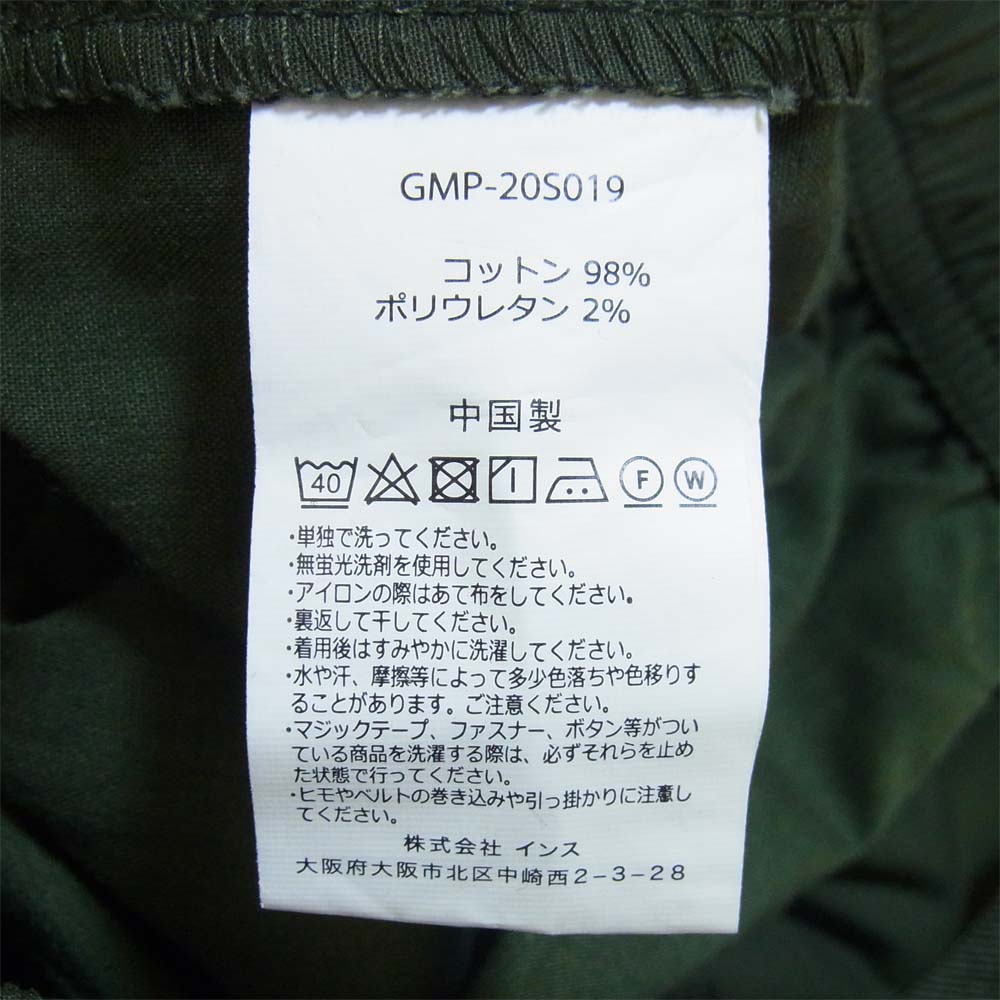 GMP-20S019
コットン 98%
ポリウレタン 2%
中国製
40 F W
・単独で洗ってください。
・無蛍光洗剤を使用してください。
・アイロンの際はあて布をしてください。
・裏返して干してください。
・着用後はすみやかに洗濯してください。
・水や汗、摩擦等によって多少色落ちや色移りす
ることがあります。ご注意ください。
・マジックテープ、ファスナー、ボタン等がつい
ている商品を洗濯する際は、必ずそれらを止め
た状態で行ってください。
・ヒモやベルトの巻き込みや引っ掛かりに注意し
てください。
株式会社 インス
大阪府大阪市北区中崎西2-3-28